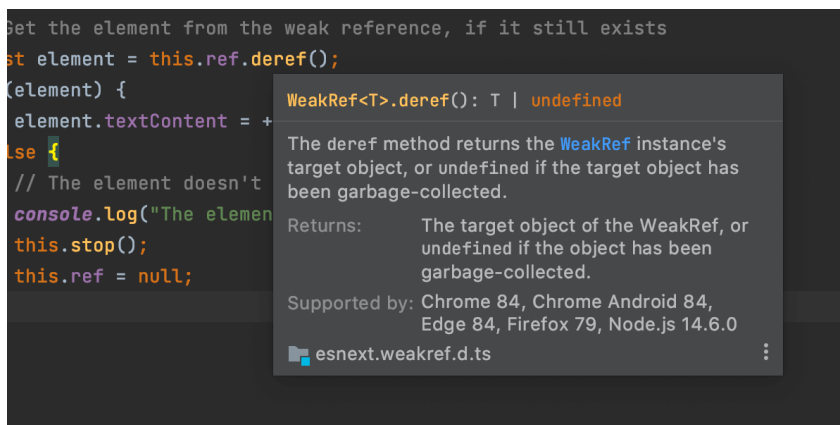 Get the element from the weak reference, if it still exists
st element = this.ref.deref();
(element) {
element.textContent = +
lse {
// The element doesn't
console.log("The elemen
this.stop();
this.ref = null;
WeakRef<T>.deref(): T | undefined
The deref method returns the WeakRef instance's
target object, or undefined if the target object has
been garbage-collected.
Returns: The target object of the WeakRef, or
undefined if the object has been
garbage-collected.
Supported by: Chrome 84, Chrome Android 84,
Edge 84, Firefox 79, Node.js 14.6.0
esnext.weakref.d.ts